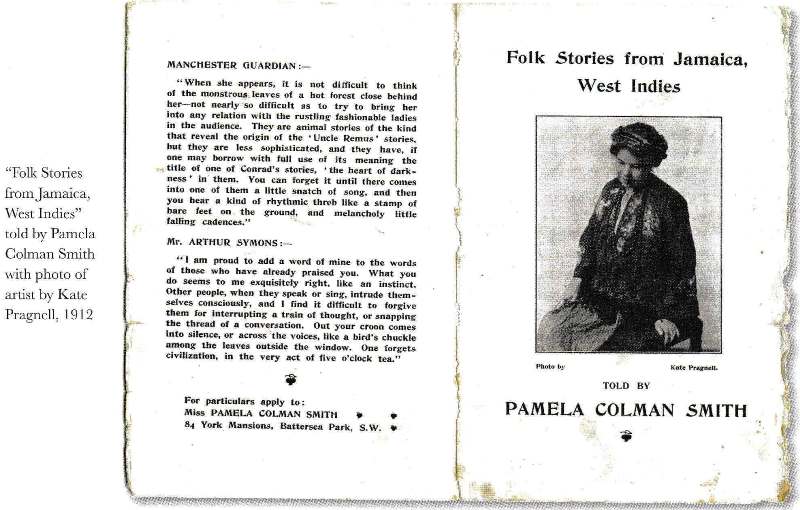 "Folk Stories
from Jamaica,
West Indies"
told by Pamela
Colman Smith
with photo of
artist by Kate
Pragnell, 1912
MANCHESTER GUARDIAN:—
"When she appears, it is not difficult to think
of the monstrous leaves of a hot forest close behind
her—not nearly so difficult as to try to bring her
into any relation with the rustling fashionable ladies
in the audience. They are animal stories of the kind
that reveal the origin of the 'Uncle Remus' stories,
but they are less sophisticated, and they have, if
one may borrow with full use of its meaning the
title of one of Conrad's stories, 'the heart of dark-
ness' in them. You can forget it until there comes
into one of them a little snatch of song, and then
you hear a kind of rhythmic throb like a stamp of
bare feet on the ground, and melancholy little
falling cadences."
Mr. ARTHUR SYMONS:—
"I am proud to add a word of mine to the words
of those who have already praised you. What you
do seems to me exquisitely right, like an instinct.
Other people, when they speak or sing, intrude them-
selves consciously, and I find it difficult to forgive
them for interrupting a train of thought, or snapping
the thread of a conversation. Out your croon comes
into silence, or across the voices, like a bird's chuckle
among the leaves outside the window. One forgets
civilization, in the very act of five o'clock tea."
For particulars apply to:
Miss PAMELA COLMAN SMITH
84 York Mansions, Battersea Park, S.W.
Folk Stories from Jamaica,
West Indies
Photo by Kate Pragnell.
TOLD BY
PAMELA COLMAN SMITH